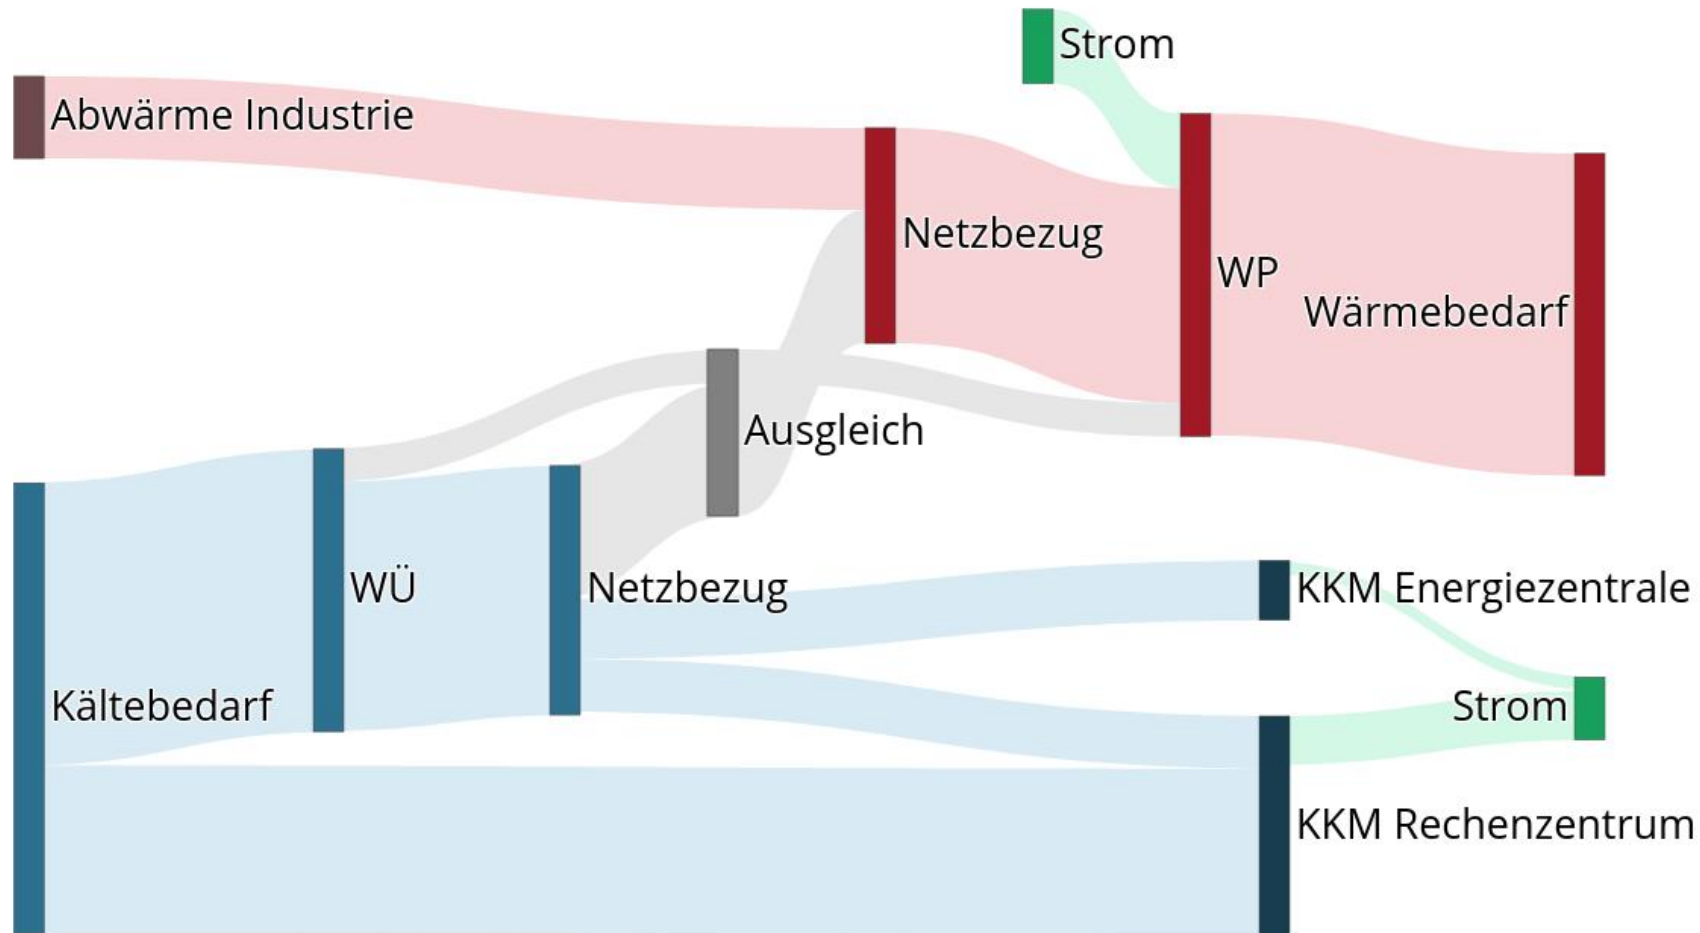 Strom
Abwärme Industrie
Netzbezug
WP
Wärmebedarf
Ausgleich
WÜ
Netzbezug
KKM Energiezentrale
Kältebedarf
Strom
KKM Rechenzentrum